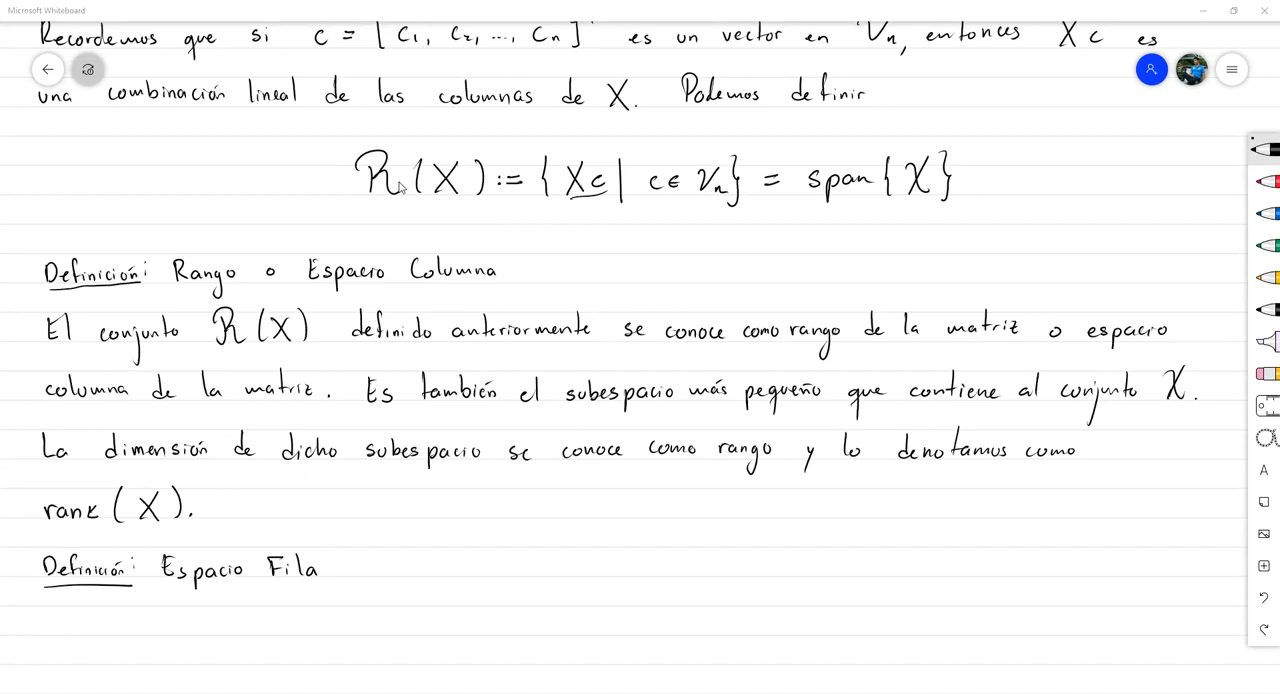 Microsoft Whiteboard
Recordemos que si c = [c₁, c₂, ..., cₙ]' es un vector en Vₙ, entonces Xc es
una combinación lineal de las columnas de X. Podemos definir
R(X) := {Xc | c ∈ Vₙ} = span{X}
Definición: Rango o Espacio Columna
El conjunto R(X) definido anteriormente se conoce como rango de la matriz o espacio
columna de la matriz. Es también el subespacio más pequeño que contiene al conjunto X.
La dimensión de dicho subespacio se conoce como rango y lo denotamos como
rank(X).
Definición: Espacio Fila